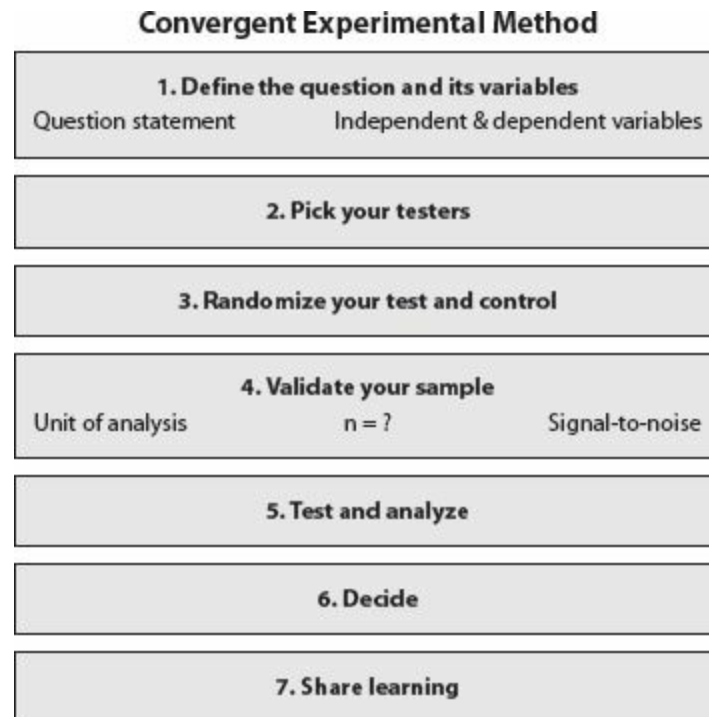 Convergent Experimental Method
1. Define the question and its variables
Question statement Independent & dependent variables
2. Pick your testers
3. Randomize your test and control
4. Validate your sample
Unit of analysis n = ? Signal-to-noise
5. Test and analyze
6. Decide
7. Share learning